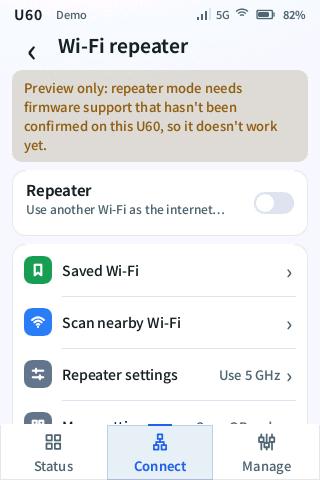 U60 Demo 5G 82%
Wi-Fi repeater
Preview only: repeater mode needs
firmware support that hasn't been
confirmed on this U60, so it doesn't work
yet.
Repeater
Use another Wi-Fi as the internet…
Saved Wi-Fi
Scan nearby Wi-Fi
Repeater settings Use 5 GHz
Status Connect Manage